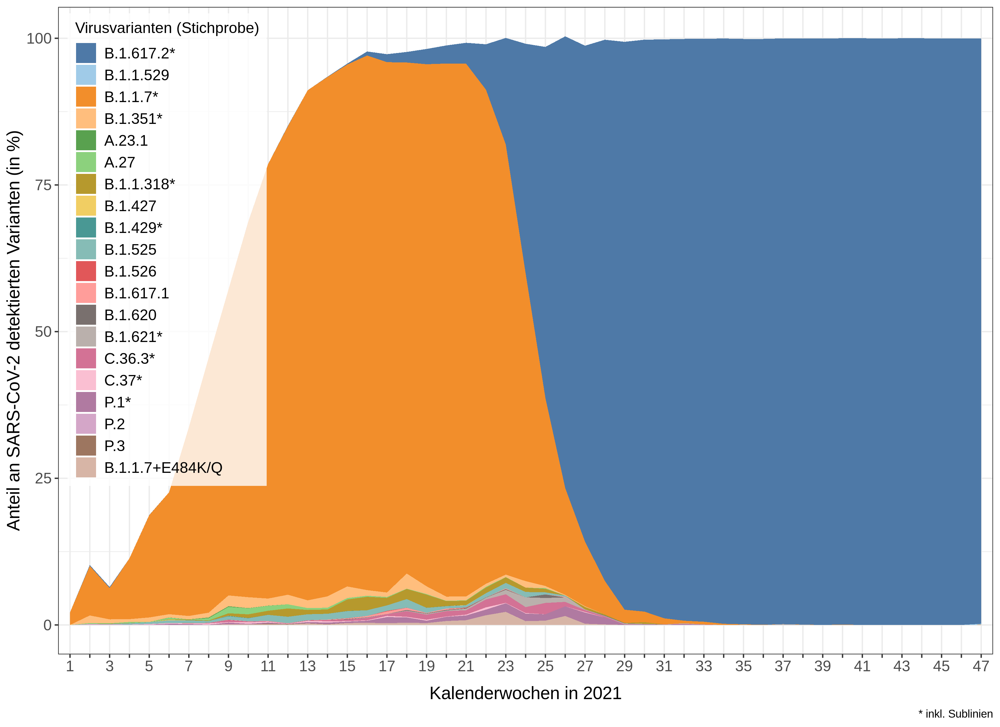 Virusvarianten (Stichprobe)
B.1.617.2*
B.1.1.529
B.1.1.7*
B.1.351*
A.23.1
A.27
B.1.1.318*
B.1.427
B.1.429*
B.1.525
B.1.526
B.1.617.1
B.1.620
B.1.621*
C.36.3*
C.37*
P.1*
P.2
P.3
B.1.1.7+E484K/Q
Anteil an SARS-CoV-2 detektierten Varianten (in %)
100
75
50
25
0
1 3 5 7 9 11 13 15 17 19 21 23 25 27 29 31 33 35 37 39 41 43 45 47
Kalenderwochen in 2021
* inkl. Sublinien